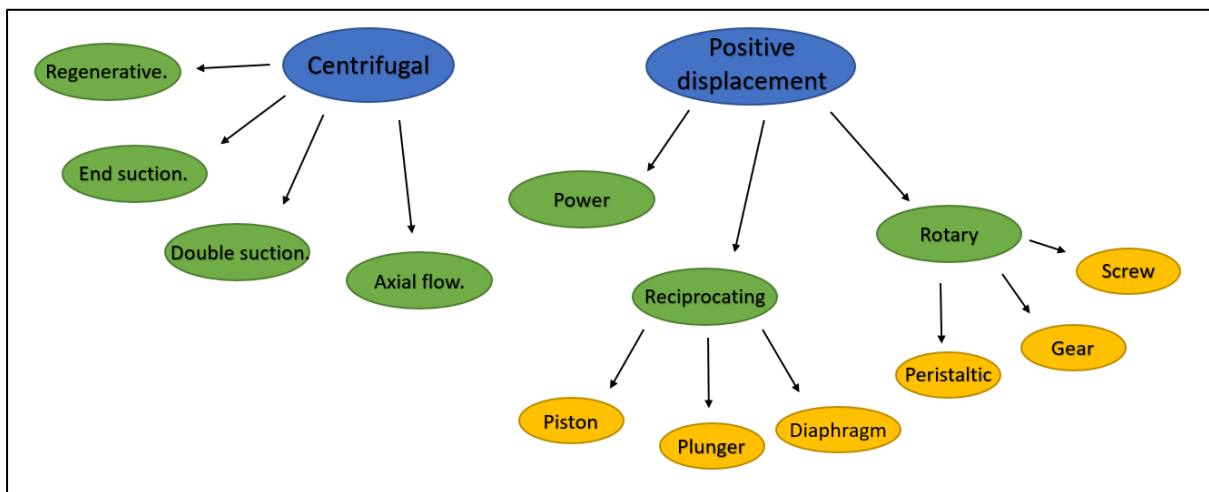 Centrifugal
Regenerative.
End suction.
Double suction.
Axial flow.
Positive
displacement
Power
Reciprocating
Rotary
Piston
Plunger
Diaphragm
Peristaltic
Gear
Screw